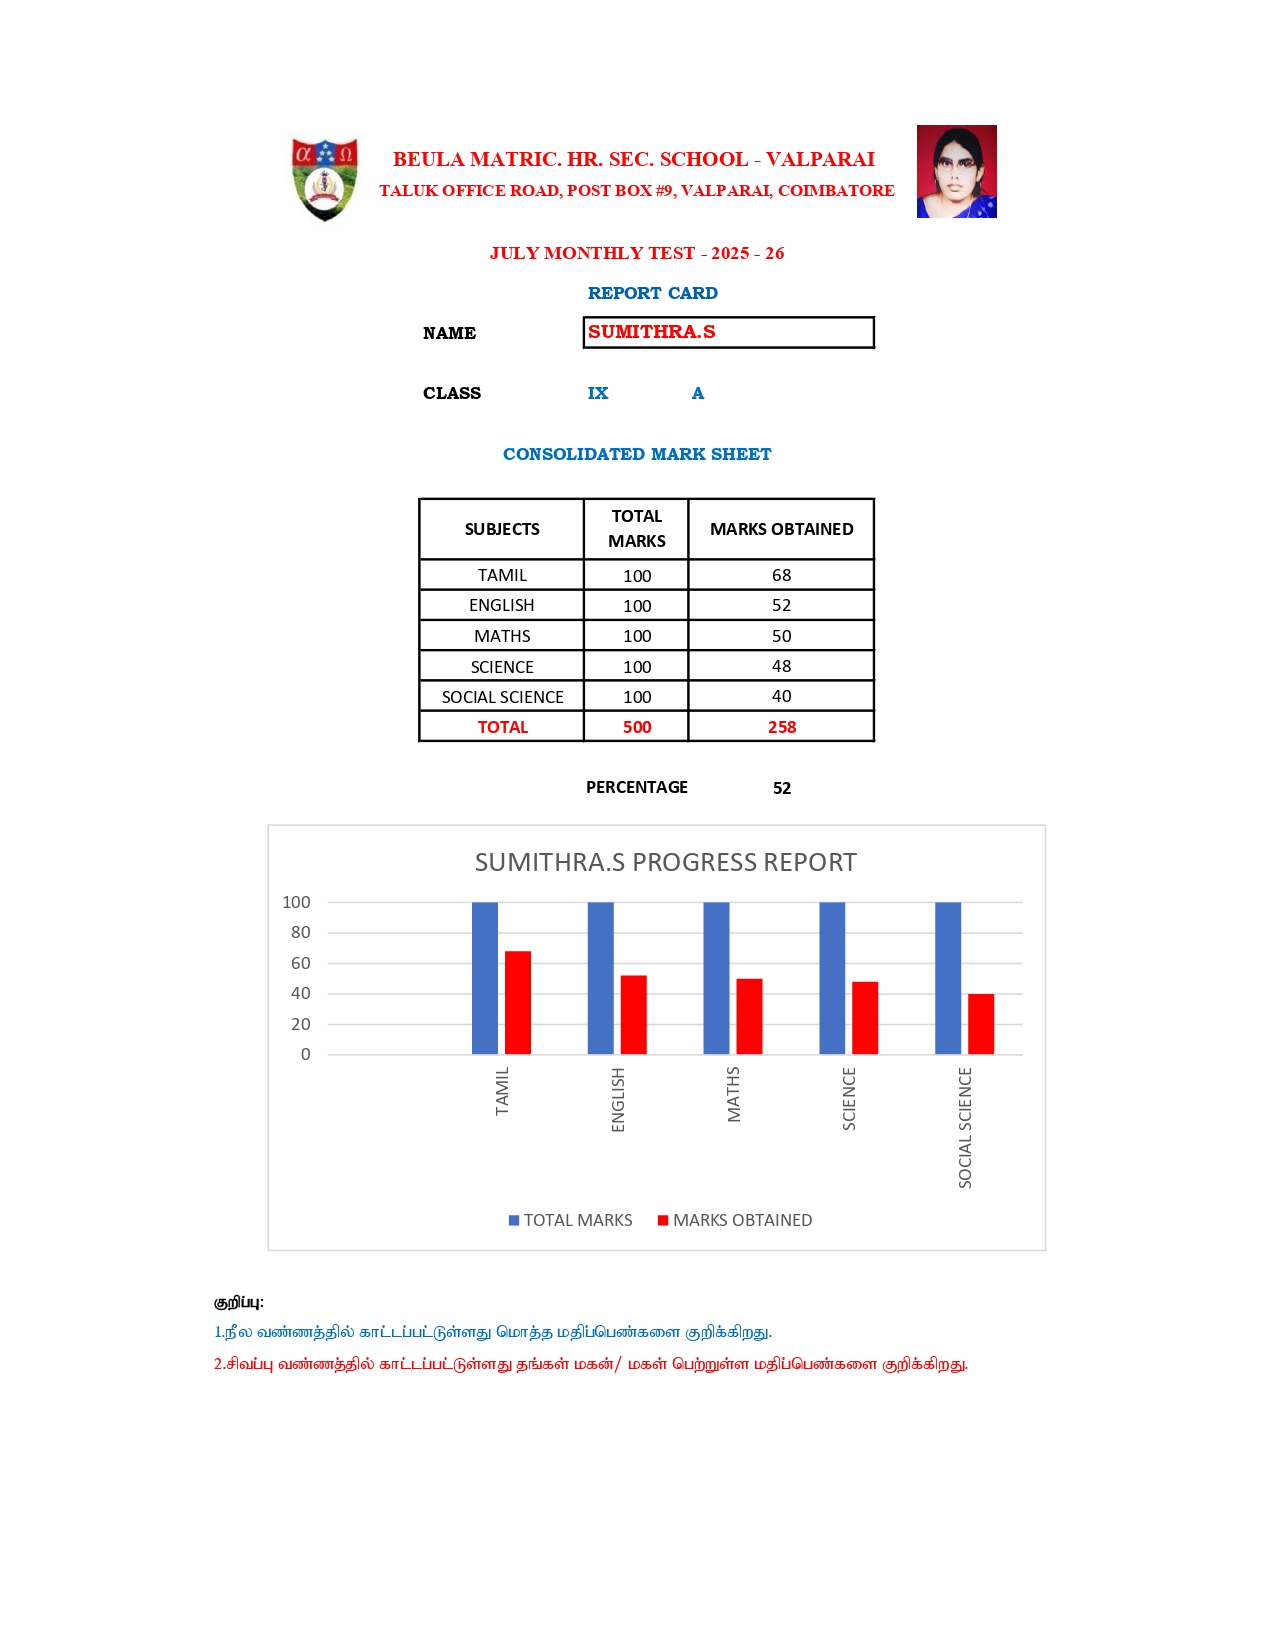 α Ω
BEULA MATRIC. HR. SEC. SCHOOL - VALPARAI
TALUK OFFICE ROAD, POST BOX #9, VALPARAI, COIMBATORE
JULY MONTHLY TEST - 2025 - 26
REPORT CARD
NAME SUMITHRA.S
CLASS IX A
CONSOLIDATED MARK SHEET
SUBJECTS TOTAL MARKS MARKS OBTAINED
TAMIL 100 68
ENGLISH 100 52
MATHS 100 50
SCIENCE 100 48
SOCIAL SCIENCE 100 40
TOTAL 500 258
PERCENTAGE 52
SUMITHRA.S PROGRESS REPORT
100
80
60
40
20
0
TAMIL
ENGLISH
MATHS
SCIENCE
SOCIAL SCIENCE
TOTAL MARKS MARKS OBTAINED
குறிப்பு:
1.நீல வண்ணத்தில் காட்டப்பட்டுள்ளது மொத்த மதிப்பெண்களை குறிக்கிறது.
2.சிவப்பு வண்ணத்தில் காட்டப்பட்டுள்ளது தங்கள் மகன்/ மகள் பெற்றுள்ள மதிப்பெண்களை குறிக்கிறது.